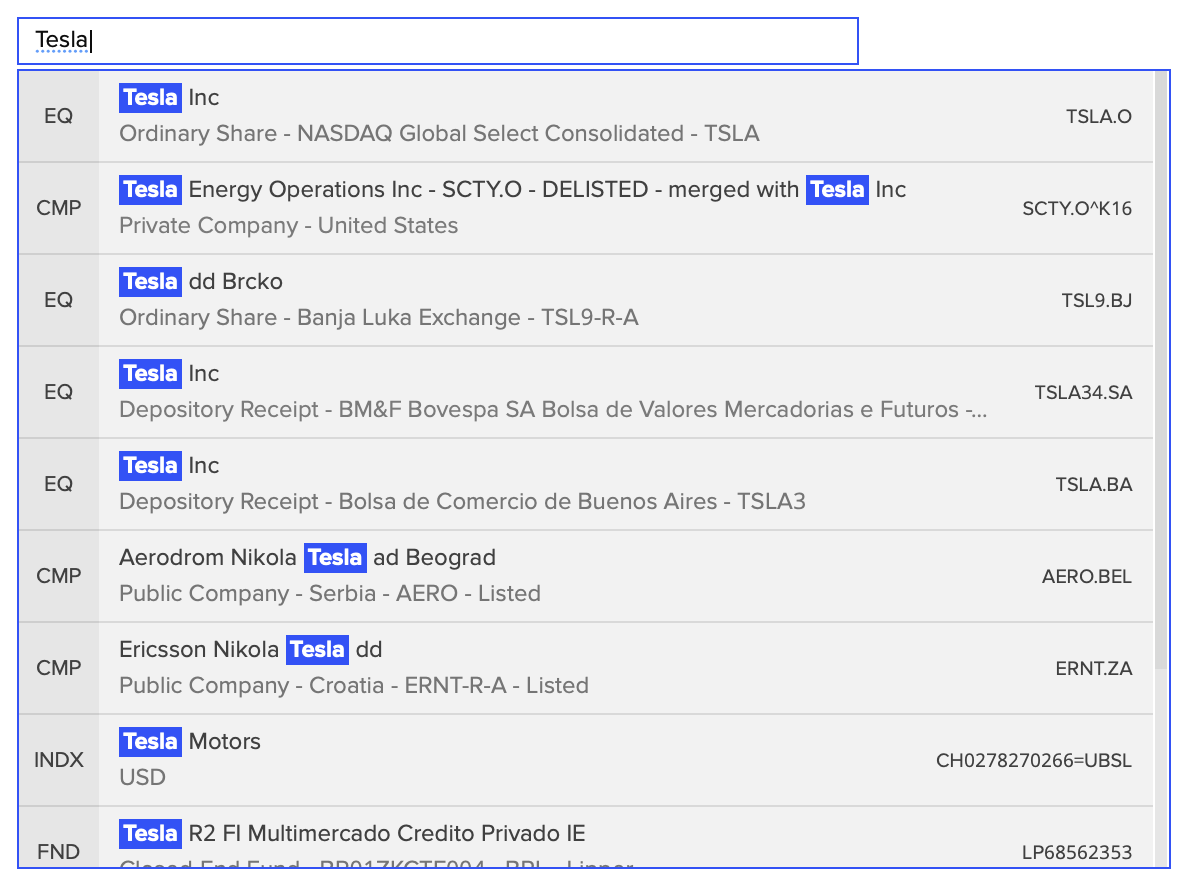 Tesla
EQ
Tesla Inc
Ordinary Share - NASDAQ Global Select Consolidated - TSLA
TSLA.O
CMP
Tesla Energy Operations Inc - SCTY.O - DELISTED - merged with Tesla Inc
Private Company - United States
SCTY.O^K16
EQ
Tesla dd Brcko
Ordinary Share - Banja Luka Exchange - TSL9-R-A
TSL9.BJ
EQ
Tesla Inc
Depository Receipt - BM&F Bovespa SA Bolsa de Valores Mercadorias e Futuros -...
TSLA34.SA
EQ
Tesla Inc
Depository Receipt - Bolsa de Comercio de Buenos Aires - TSLA3
TSLA.BA
CMP
Aerodrom Nikola Tesla ad Beograd
Public Company - Serbia - AERO - Listed
AERO.BEL
CMP
Ericsson Nikola Tesla dd
Public Company - Croatia - ERNT-R-A - Listed
ERNT.ZA
INDX
Tesla Motors
USD
CH0278270266=UBSL
FND
Tesla R2 FI Multimercado Credito Privado IE
Closed End Fund - - Lipper
LP68562353